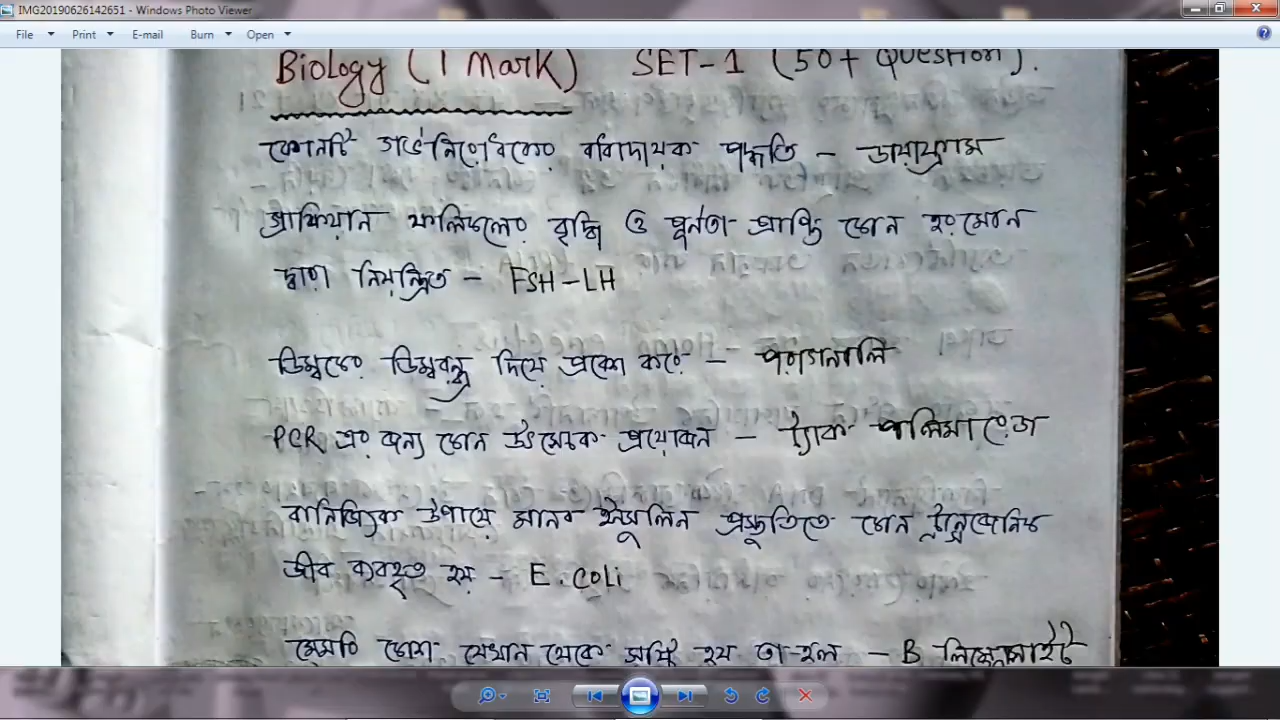 IMG20190626142651 - Windows Photo Viewer
File Print E-mail Burn Open
Biology (1 Mark) SET-1 (50+ Question).
কোনটি গর্ভনিরোধকের বাধাদায়ক পদ্ধতি - ডায়াফ্রাম
গ্রাফিয়ান ফলিকলের বৃদ্ধি ও পূর্নতা প্রাপ্তি কোন হরমোন
দ্বারা নিয়ন্ত্রিত - FSH-LH
ডিম্বকের ডিম্বরন্ধ্র দিয়ে প্রবেশ করে - পরাগনালি
PCR এর জন্য কোন উৎসেচক প্রয়োজন - ট্যাক পলিমারেজ
বানিজ্যিক উপায়ে মানব ইনসুলিন প্রস্তুতিতে কোন ট্রান্সজেনিক
জীব ব্যবহৃত হয় - E.coli
মেমরি কোশ যেখান থেকে সৃষ্টি হয় তা হল - B লিম্ফোসাইট